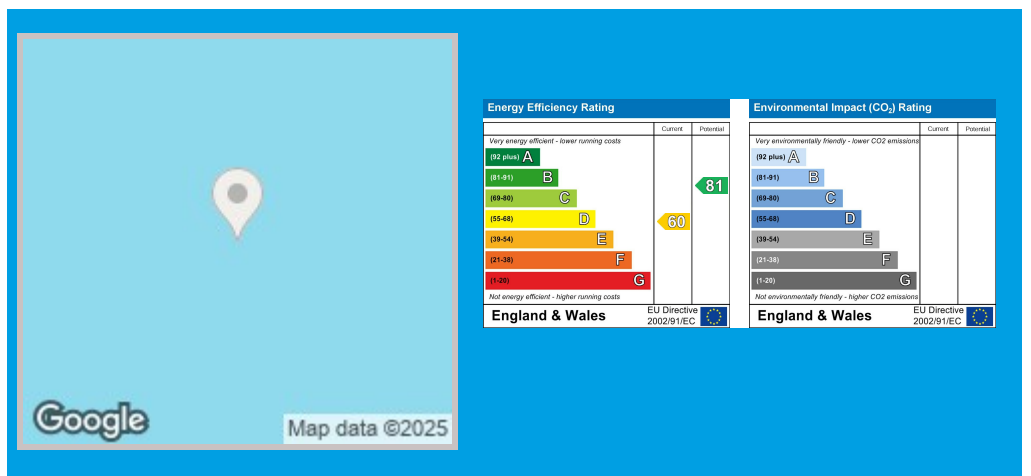 Google
Map data ©2025
Energy Efficiency Rating
Current Potential
Very energy efficient - lower running costs
(92 plus) A
(81-91) B
(69-80) C
(55-68) D
(39-54) E
(21-38) F
(1-20) G
60
81
Not energy efficient - higher running costs
England & Wales
EU Directive
2002/91/EC
Environmental Impact (CO₂) Rating
Current Potential
Very environmentally friendly - lower CO2 emissions
(92 plus) A
(81-91) B
(69-80) C
(55-68) D
(39-54) E
(21-38) F
(1-20) G
Not environmentally friendly - higher CO2 emissions
England & Wales
EU Directive
2002/91/EC